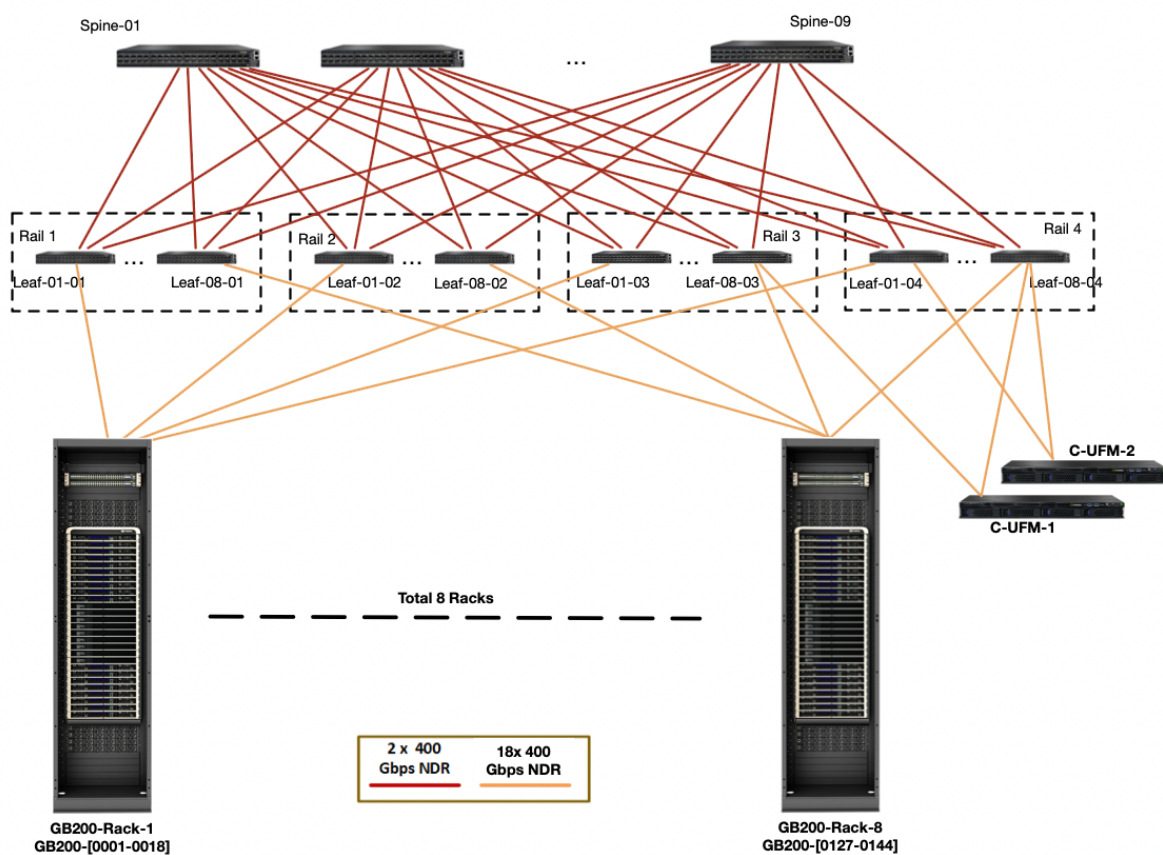 Spine-01
Spine-09
...
Rail 1
Rail 2
Rail 3
Rail 4
...
...
...
...
Leaf-01-01
Leaf-08-01
Leaf-01-02
Leaf-08-02
Leaf-01-03
Leaf-08-03
Leaf-01-04
Leaf-08-04
C-UFM-2
C-UFM-1
Total 8 Racks
2 x 400
Gbps NDR
18x 400
Gbps NDR
GB200-Rack-1
GB200-[0001-0018]
GB200-Rack-8
GB200-[0127-0144]